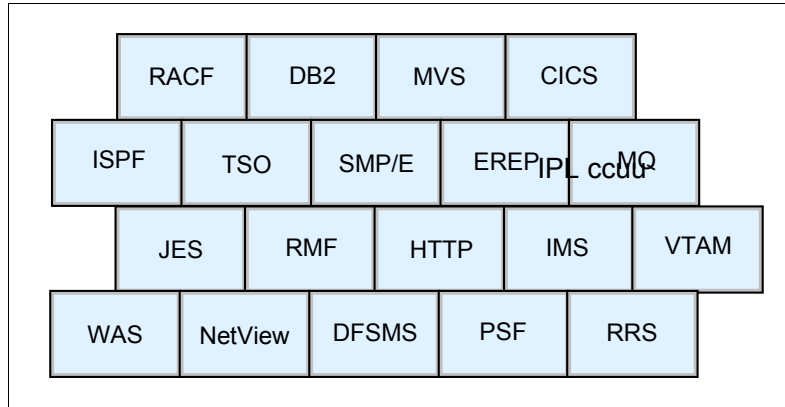 RACF DB2 MVS CICS
ISPF TSO SMP/E EREP MQ
IPL ccuu
JES RMF HTTP IMS VTAM
WAS NetView DFSMS PSF RRS